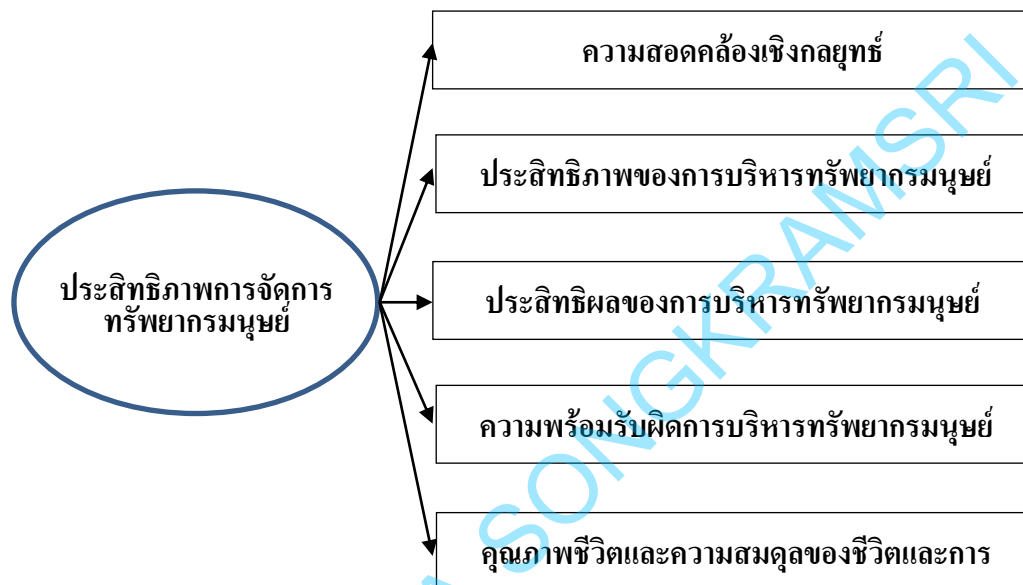 ความสอดคล้องเชิงกลยุทธ์
ประสิทธิภาพของการบริหารทรัพยากรมนุษย์
ประสิทธิภาพการจัดการ
ทรัพยากรมนุษย์
ประสิทธิผลของการบริหารทรัพยากรมนุษย์
ความพร้อมรับผิดการบริหารทรัพยากรมนุษย์
คุณภาพชีวิตและความสมดุลของชีวิตและการ
SONGKRAMSRI